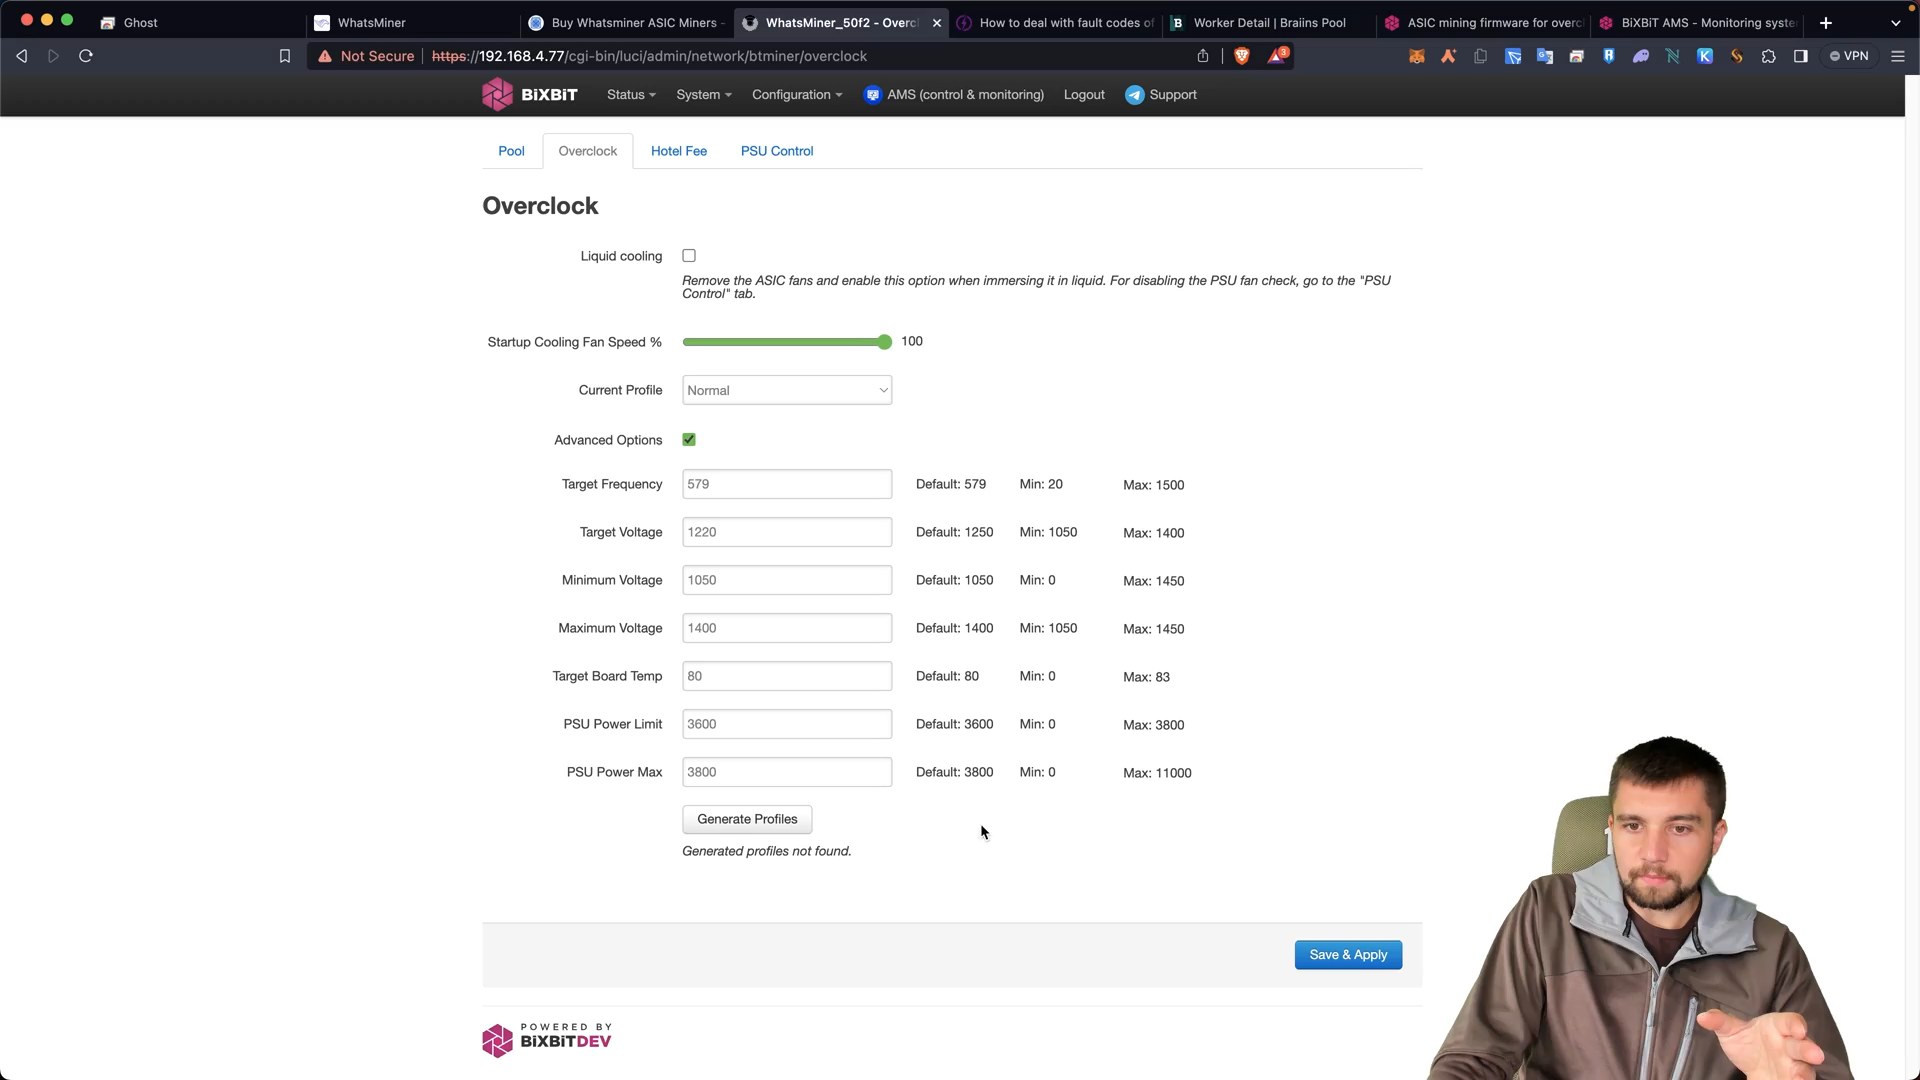 Ghost
WhatsMiner
Buy Whatsminer ASIC Miners -
WhatsMiner_50f2 - Overc
How to deal with fault codes of
Worker Detail | Braiins Pool
ASIC mining firmware for overc
BiXBiT AMS - Monitoring syste
Not Secure
https://192.168.4.77/cgi-bin/luci/admin/network/btminer/overclock
3
VPN
BiXBiT
Status
System
Configuration
AMS (control & monitoring)
Logout
Support
Pool
Overclock
Hotel Fee
PSU Control
Overclock
Liquid cooling
Remove the ASIC fans and enable this option when immersing it in liquid. For disabling the PSU fan check, go to the "PSU
Control" tab.
Startup Cooling Fan Speed % 100
Current Profile Normal
Advanced Options
Target Frequency 579 Default: 579 Min: 20 Max: 1500
Target Voltage 1220 Default: 1250 Min: 1050 Max: 1400
Minimum Voltage 1050 Default: 1050 Min: 0 Max: 1450
Maximum Voltage 1400 Default: 1400 Min: 1050 Max: 1450
Target Board Temp 80 Default: 80 Min: 0 Max: 83
PSU Power Limit 3600 Default: 3600 Min: 0 Max: 3800
PSU Power Max 3800 Default: 3800 Min: 0 Max: 11000
Generate Profiles
Generated profiles not found.
Save & Apply
POWERED BY
BiXBiTDEV